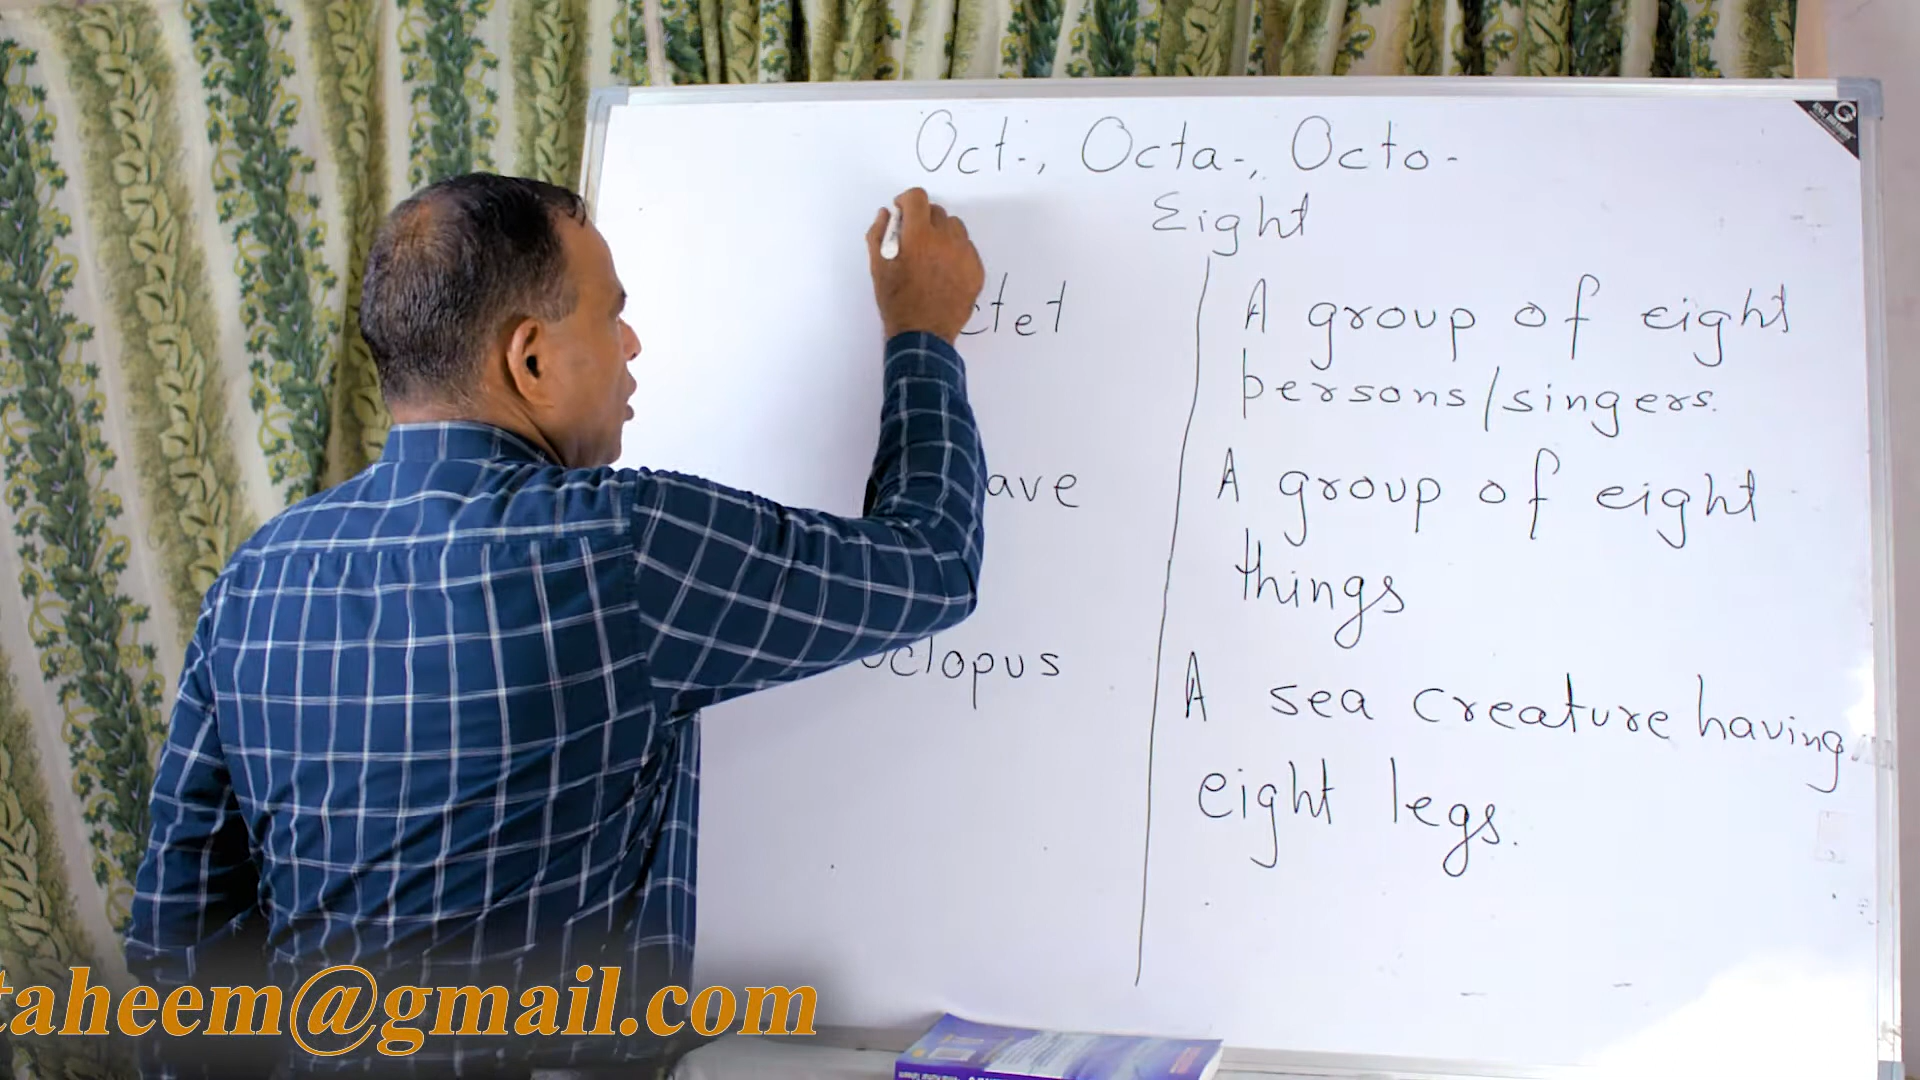 Oct-, Octa-, Octo-
Eight
ctet
A group of eight
persons/singers.
ave
A group of eight
things
octopus
A sea creature having
eight legs.
taheem@gmail.com